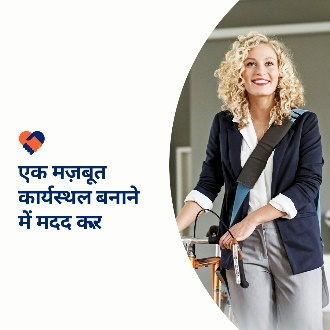 एक मज़बूत
कार्यस्थल बनाने
में मदद कर